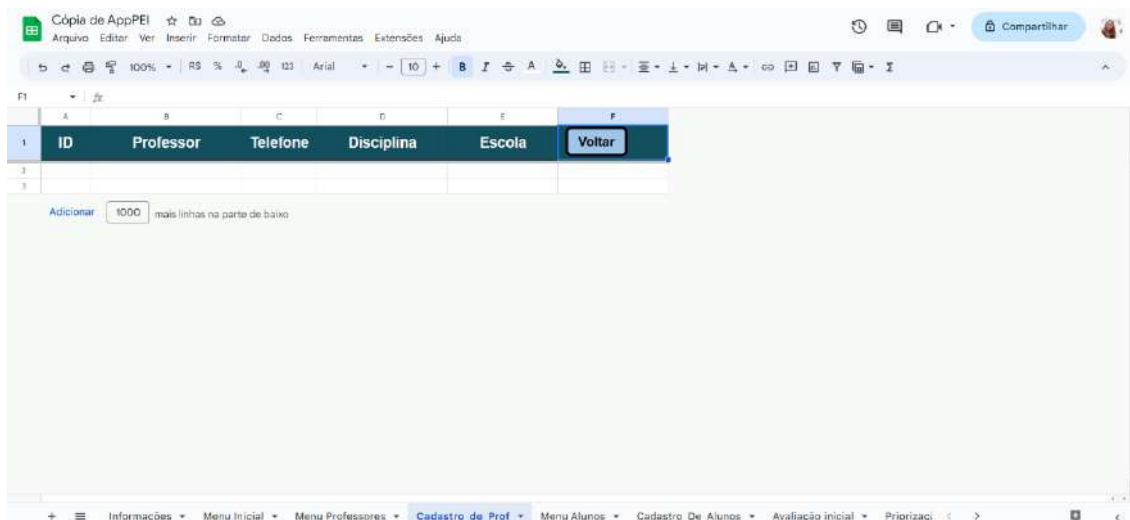 Cópia de AppPEI
Arquivo Editar Ver Inserir Formatar Dados Ferramentas Extensões Ajuda
Compartilhar
100% R$ % .0 .00 123 Arial - 10 + B I A
F1 fx
A B C D E F
1 ID Professor Telefone Disciplina Escola Voltar
2
3
Adicionar 1000 mais linhas na parte de baixo
+ Informações Menu Inicial Menu Professores Cadastro de Prof Menu Alunos Cadastro De Alunos Avaliação inicial Priorizaç